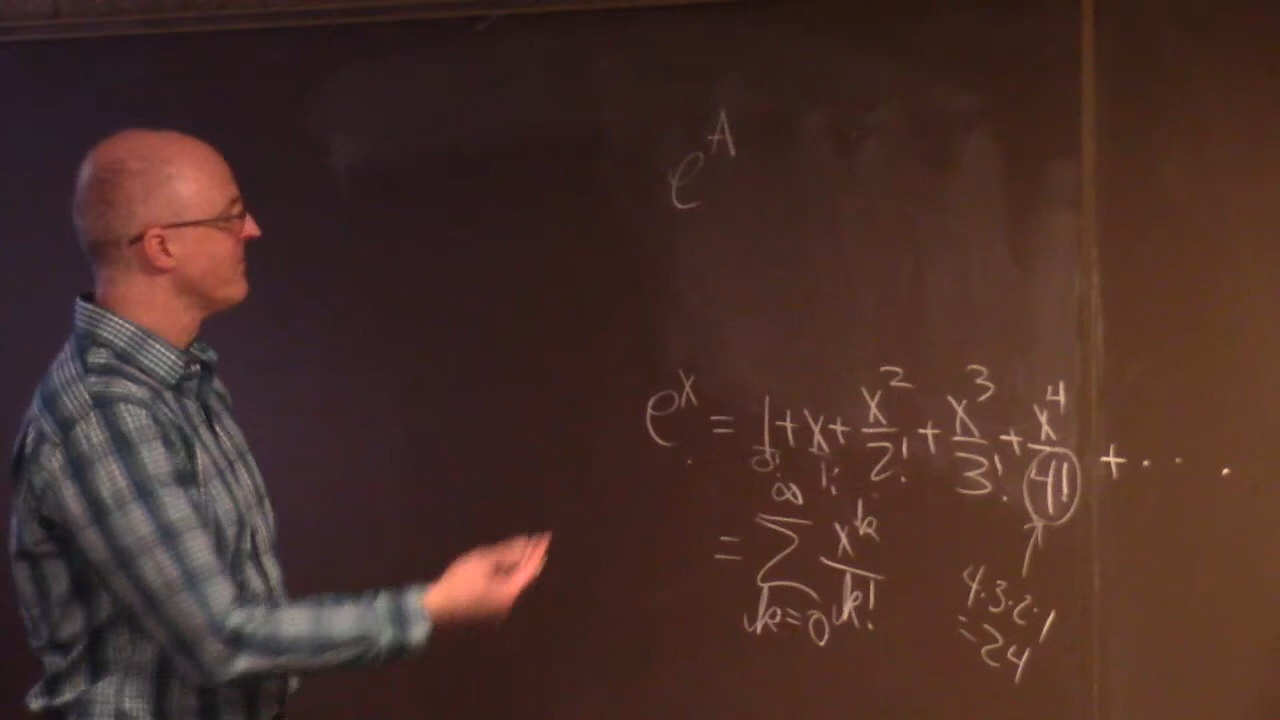 e^A
e^x = 1/0! + x/1! + x^2/2! + x^3/3! + x^4/4! + . . . .
= ∑_{k=0}^{∞} x^k/k!
4·3·2·1
= 24